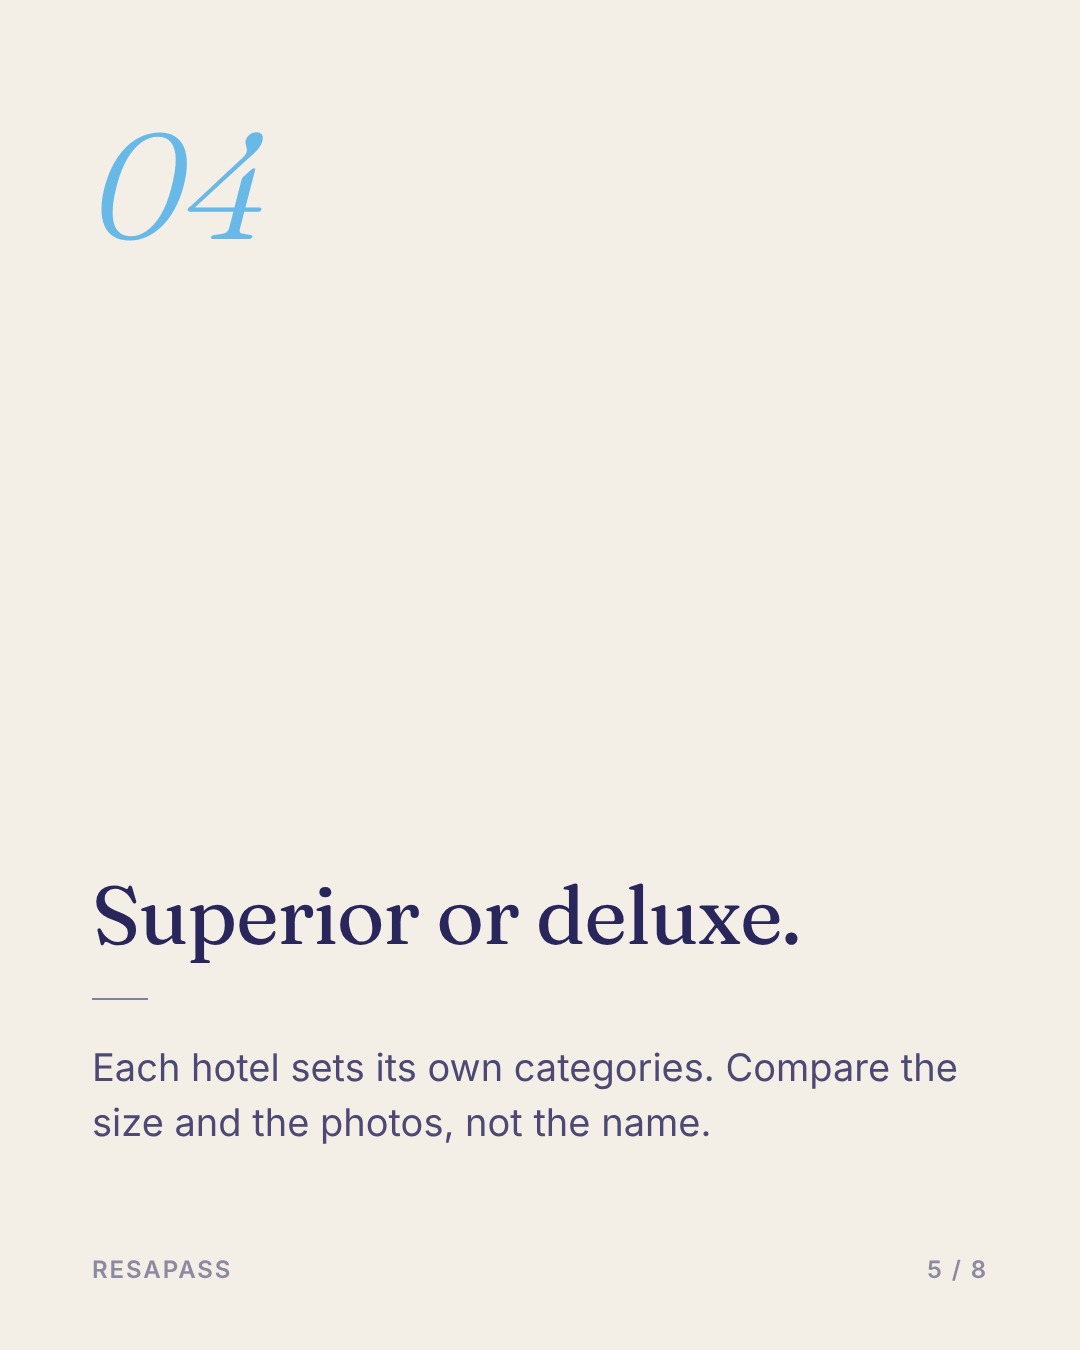 04
Superior or deluxe.
Each hotel sets its own categories. Compare the
size and the photos, not the name.
RESAPASS
5 / 8